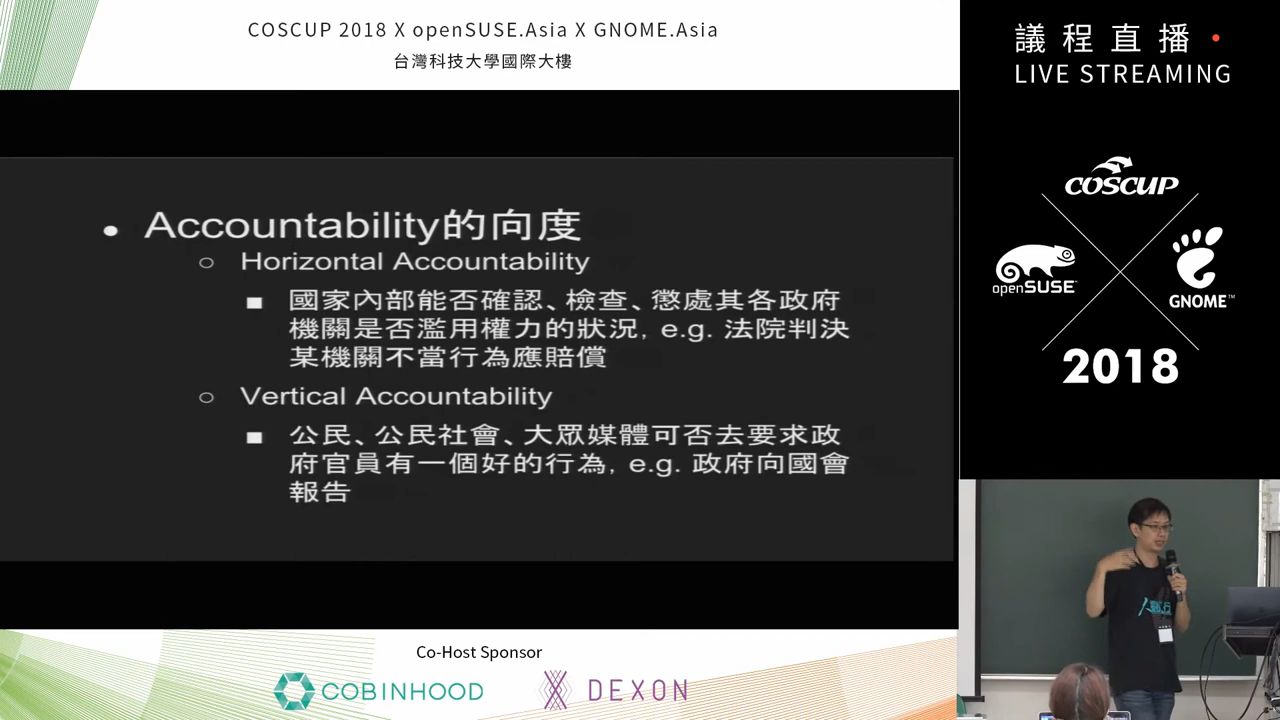 COSCUP 2018 X openSUSE.Asia X GNOME.Asia
台灣科技大學國際大樓
議程直播
LIVE STREAMING
COSCUP
openSUSE
GNOME™
2018
• Accountability的向度
○ Horizontal Accountability
■ 國家內部能否確認、檢查、懲處其各政府
機關是否濫用權力的狀況, e.g. 法院判決
某機關不當行為應賠償
○ Vertical Accountability
■ 公民、公民社會、大眾媒體可否去要求政
府官員有一個好的行為, e.g. 政府向國會
報告
Co-Host Sponsor
COBINHOOD
DEXON